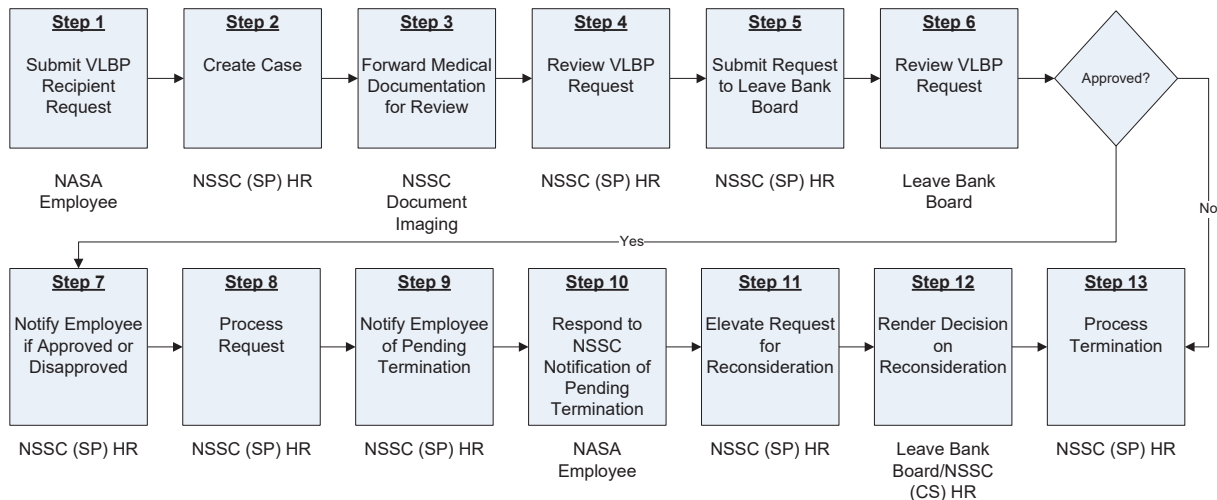 Step 1
Submit VLBP
Recipient
Request
NASA
Employee
Step 2
Create Case
NSSC (SP) HR
Step 3
Forward Medical
Documentation
for Review
NSSC
Document
Imaging
Step 4
Review VLBP
Request
NSSC (SP) HR
Step 5
Submit Request
to Leave Bank
Board
NSSC (SP) HR
Step 6
Review VLBP
Request
Leave Bank
Board
Approved?
No
Yes
Step 7
Notify Employee
if Approved or
Disapproved
NSSC (SP) HR
Step 8
Process
Request
NSSC (SP) HR
Step 9
Notify Employee
of Pending
Termination
NSSC (SP) HR
Step 10
Respond to
NSSC
Notification of
Pending
Termination
NASA
Employee
Step 11
Elevate Request
for
Reconsideration
NSSC (SP) HR
Step 12
Render Decision
on
Reconsideration
Leave Bank
Board/NSSC
(CS) HR
Step 13
Process
Termination
NSSC (SP) HR